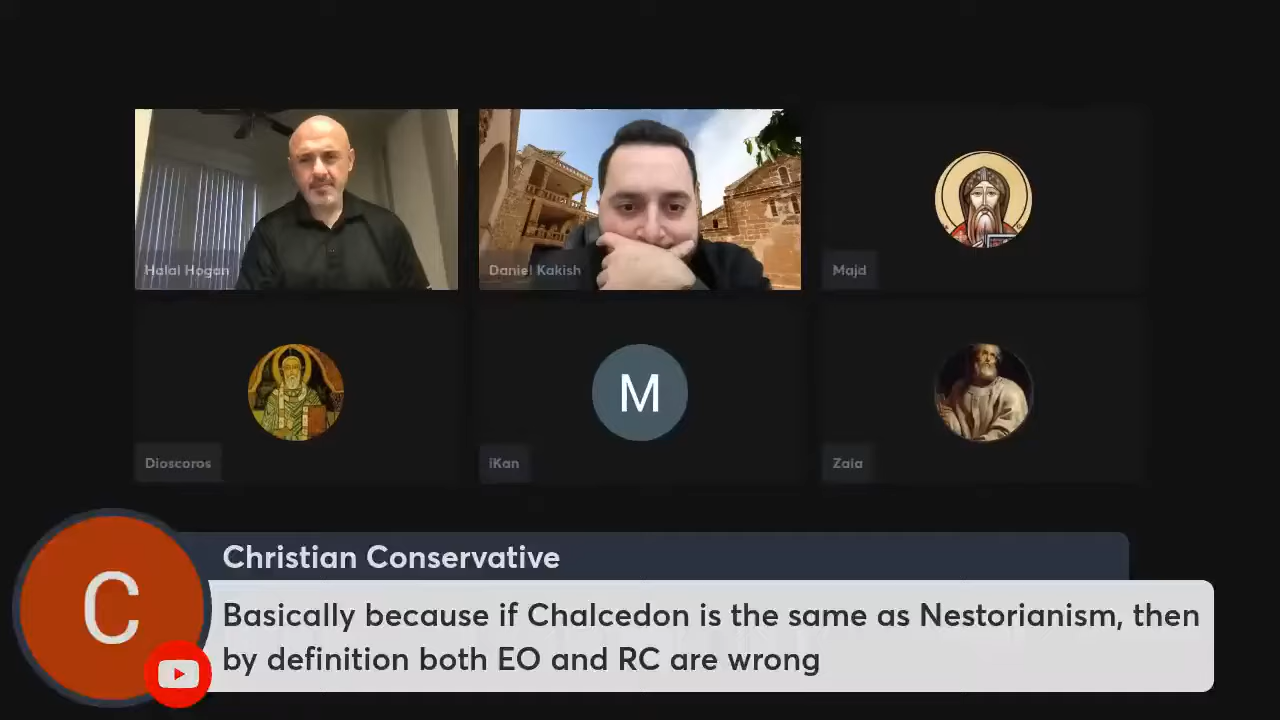 Halal Hogan
Daniel Kakish
Majd
M
Dioscoros
iKan
Zala
C
Christian Conservative
Basically because if Chalcedon is the same as Nestorianism, then
by definition both EO and RC are wrong